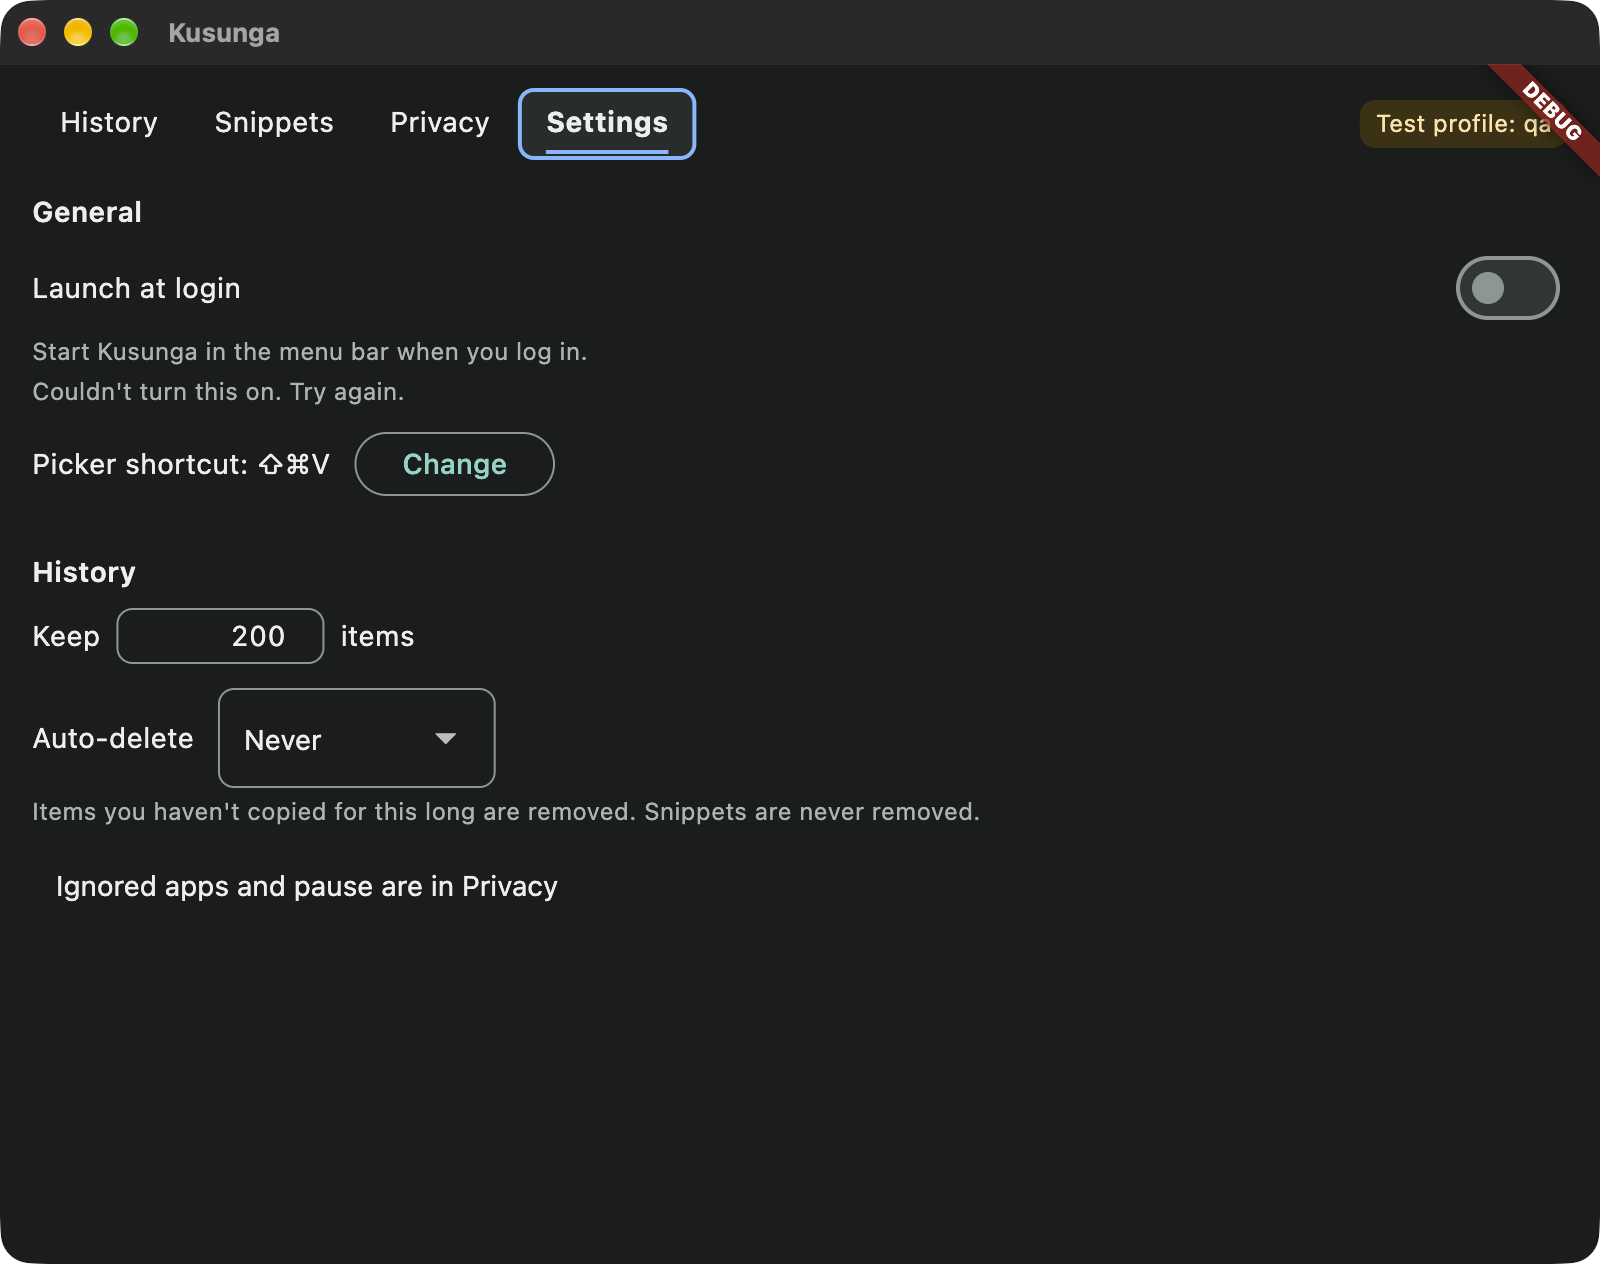 Kusunga
History Snippets Privacy Settings
Test profile: qa
DEBUG
General
Launch at login
Start Kusunga in the menu bar when you log in.
Couldn't turn this on. Try again.
Picker shortcut: ⇧⌘V Change
History
Keep 200 items
Auto-delete Never
Items you haven't copied for this long are removed. Snippets are never removed.
Ignored apps and pause are in Privacy